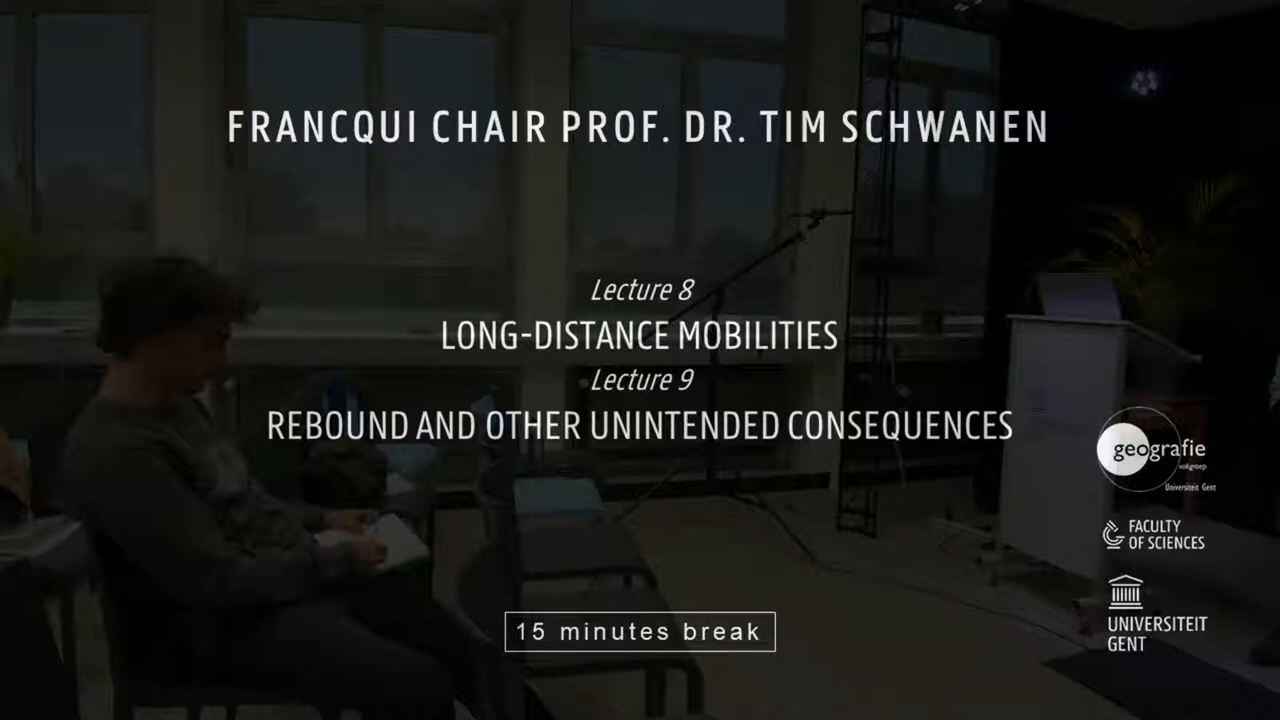 FRANCQUI CHAIR PROF. DR. TIM SCHWANEN
Lecture 8
LONG-DISTANCE MOBILITIES
Lecture 9
REBOUND AND OTHER UNINTENDED CONSEQUENCES
geografie
vakgroep
Universiteit Gent
FACULTY
OF SCIENCES
UNIVERSITEIT
GENT
15 minutes break